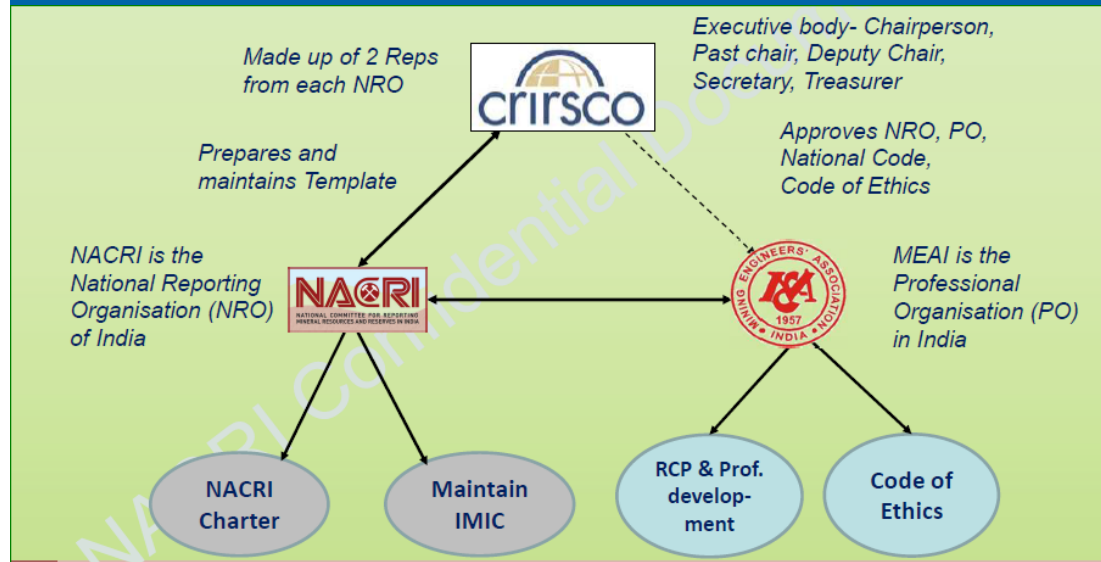 Made up of 2 Reps
from each NRO
crirsco
Executive body- Chairperson,
Past chair, Deputy Chair,
Secretary, Treasurer
Prepares and
maintains Template
Approves NRO, PO,
National Code,
Code of Ethics
NACRI is the
National Reporting
Organisation (NRO)
of India
NACRI
NATIONAL COMMITTEE FOR REPORTING
MINERAL RESOURCES AND RESERVES IN INDIA
MINING ENGINEERS' ASSOCIATION
1957
INDIA
MEAI is the
Professional
Organisation (PO)
in India
NACRI
Charter
Maintain
IMIC
RCP & Prof.
develop-
ment
Code of
Ethics
NACRI Confidential